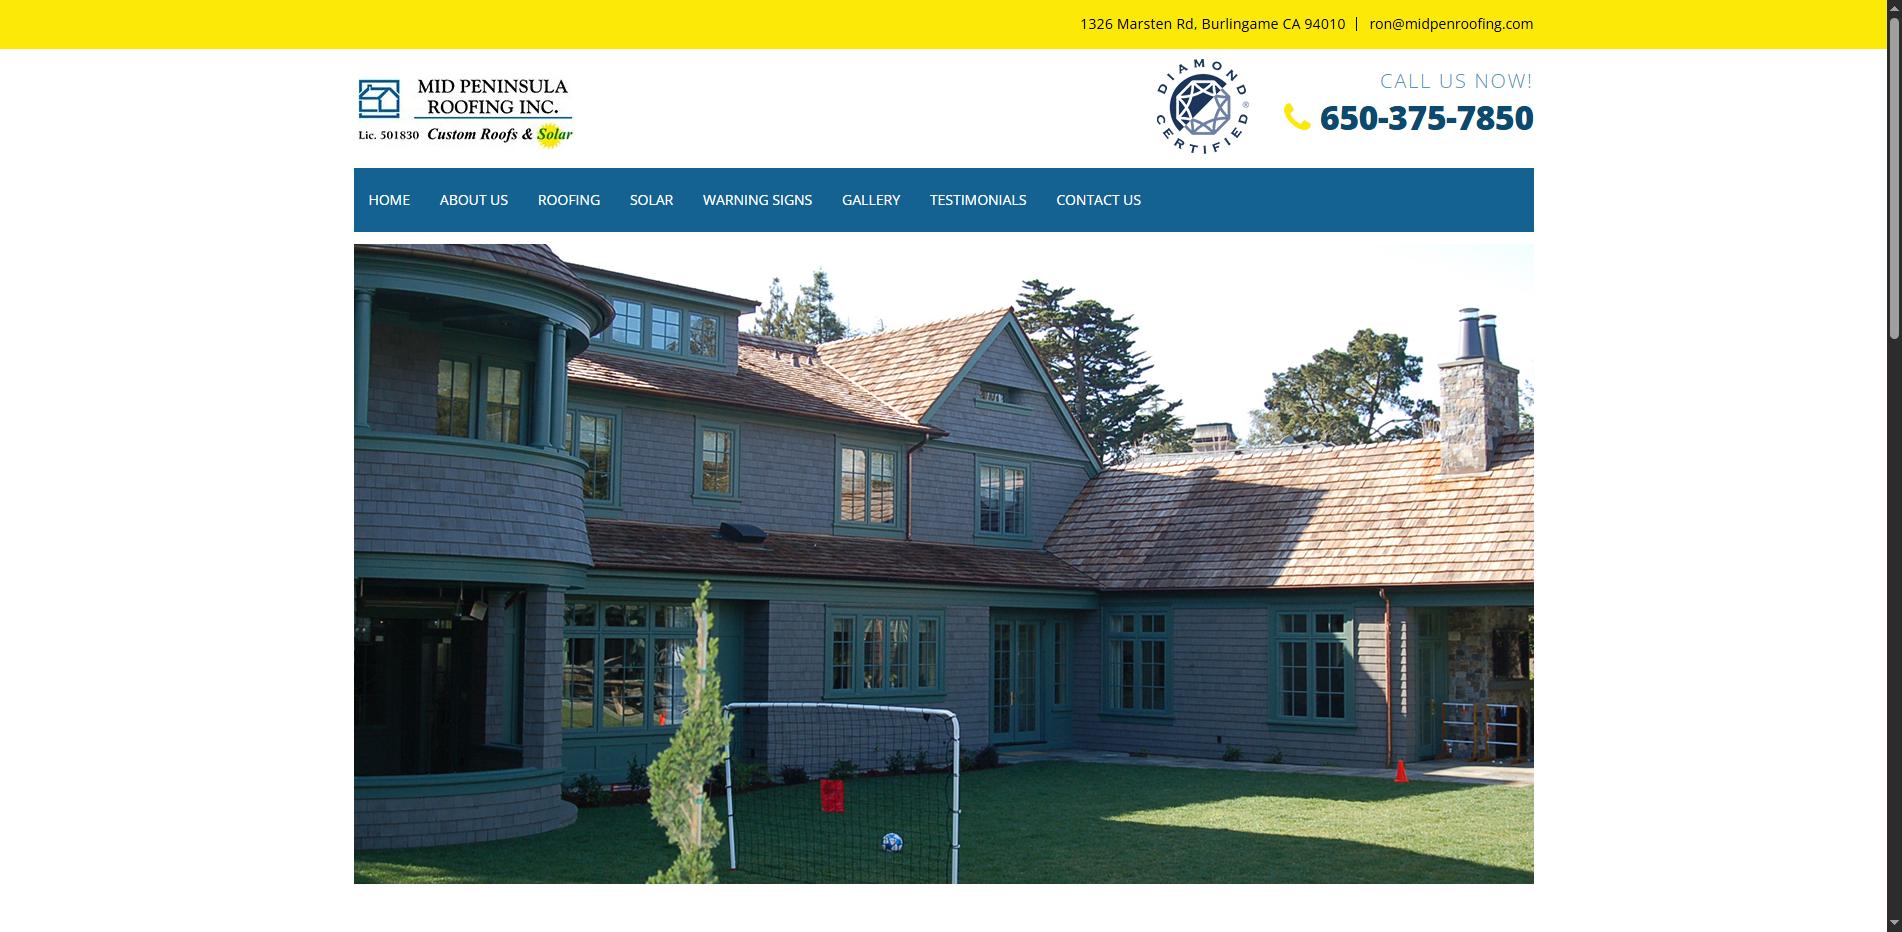 1326 Marsten Rd, Burlingame CA 94010 | ron@midpenroofing.com
MID PENINSULA
ROOFING INC.
Lic. 501830 Custom Roofs & Solar
DIAMOND CERTIFIED ®
CALL US NOW!
650-375-7850
HOME ABOUT US ROOFING SOLAR WARNING SIGNS GALLERY TESTIMONIALS CONTACT US